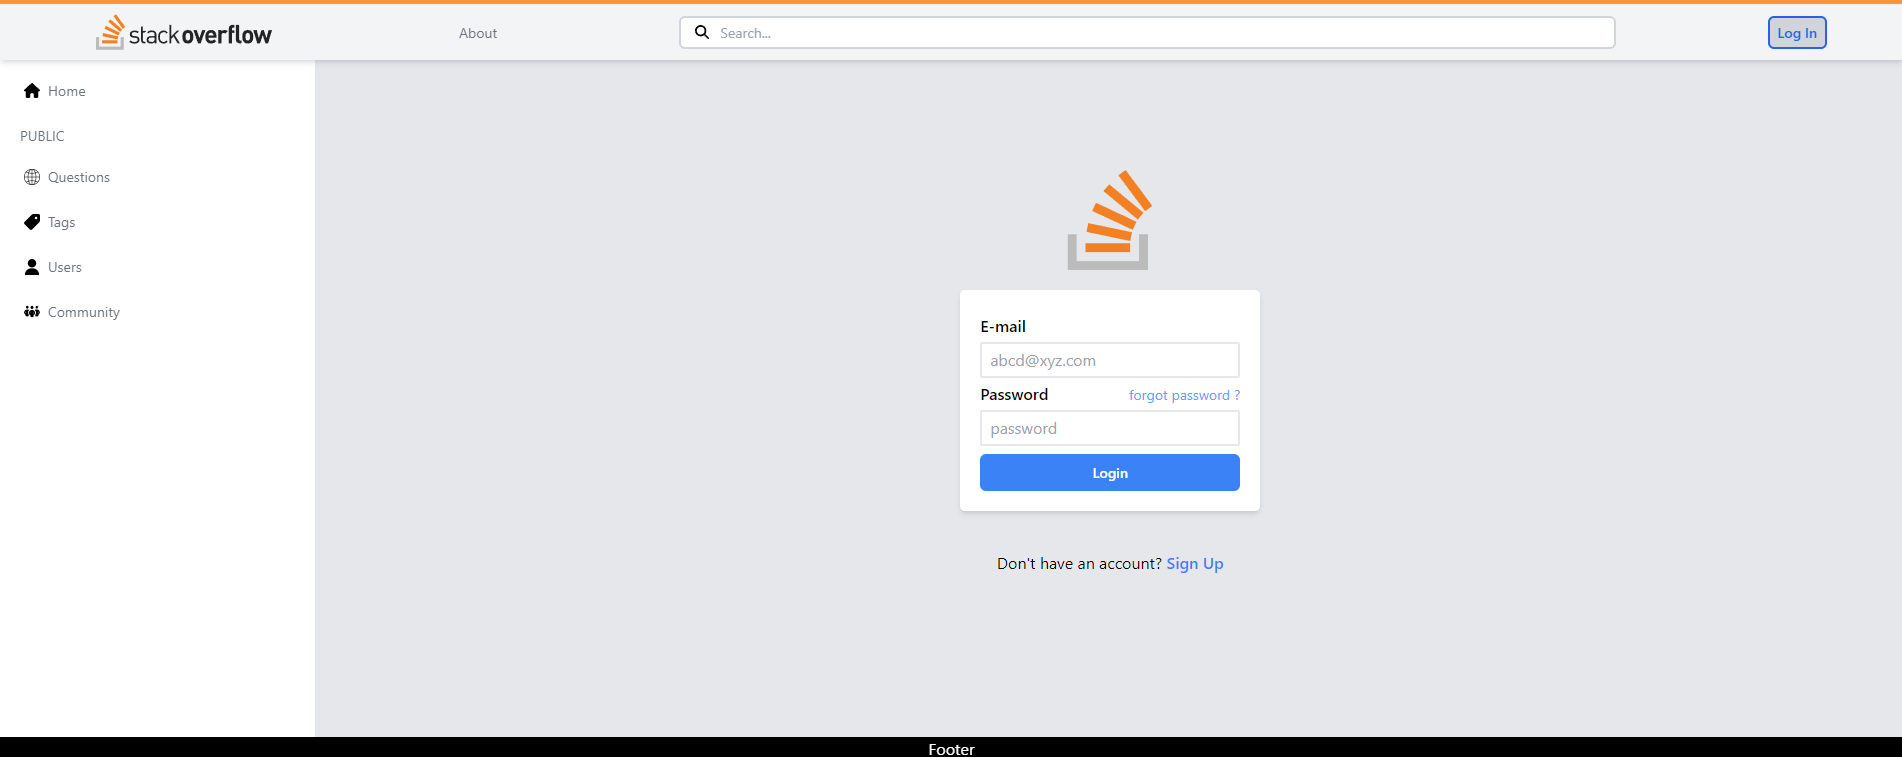 stackoverflow
About
Search...
Log In
Home
PUBLIC
Questions
Tags
Users
Community
E-mail
abcd@xyz.com
Password forgot password ?
password
Login
Don't have an account? Sign Up
Footer